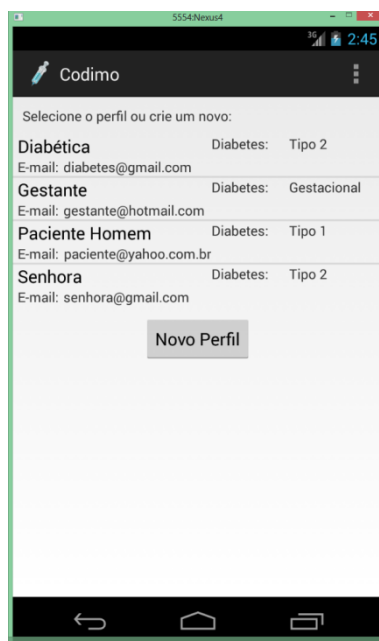 5554:Nexus4
3G 2:45
Codimo
Selecione o perfil ou crie um novo:
Diabética Diabetes: Tipo 2
E-mail: diabetes@gmail.com
Gestante Diabetes: Gestacional
E-mail: gestante@hotmail.com
Paciente Homem Diabetes: Tipo 1
E-mail: paciente@yahoo.com.br
Senhora Diabetes: Tipo 2
E-mail: senhora@gmail.com
Novo Perfil